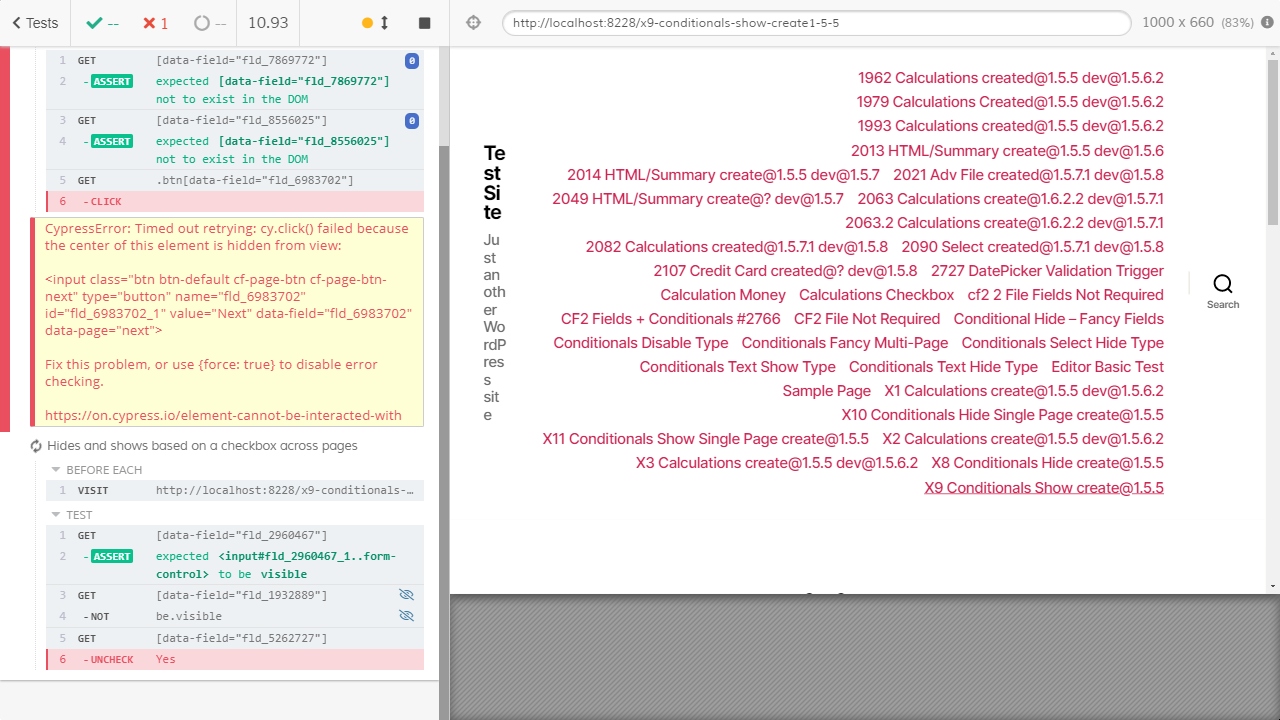 Tests
--
1
--
10.93
http://localhost:8228/x9-conditionals-show-create1-5-5
1000 x 660 (83%)
1 GET [data-field="fld_7869772"] 0
2 -ASSERT expected [data-field="fld_7869772"]
not to exist in the DOM
3 GET [data-field="fld_8556025"] 0
4 -ASSERT expected [data-field="fld_8556025"]
not to exist in the DOM
5 GET .btn[data-field="fld_6983702"]
6 -CLICK
CypressError: Timed out retrying: cy.click() failed because
the center of this element is hidden from view:
<input class="btn btn-default cf-page-btn cf-page-btn-
next" type="button" name="fld_6983702"
id="fld_6983702_1" value="Next" data-field="fld_6983702"
data-page="next">
Fix this problem, or use {force: true} to disable error
checking.
https://on.cypress.io/element-cannot-be-interacted-with
Hides and shows based on a checkbox across pages
BEFORE EACH
1 VISIT http://localhost:8228/x9-conditionals-…
TEST
1 GET [data-field="fld_2960467"]
2 -ASSERT expected <input#fld_2960467_1..form-
control> to be visible
3 GET [data-field="fld_1932889"]
4 -NOT be.visible
5 GET [data-field="fld_5262727"]
6 -UNCHECK Yes
Te
st
Si
te
Ju
st
an
oth
er
Wo
rdP
res
s
sit
e
1962 Calculations created@1.5.5 dev@1.5.6.2
1979 Calculations Created@1.5.5 dev@1.5.6.2
1993 Calculations created@1.5.5 dev@1.5.6.2
2013 HTML/Summary create@1.5.5 dev@1.5.6
2014 HTML/Summary create@1.5.5 dev@1.5.7 2021 Adv File created@1.5.7.1 dev@1.5.8
2049 HTML/Summary create@? dev@1.5.7 2063 Calculations create@1.6.2.2 dev@1.5.7.1
2063.2 Calculations create@1.6.2.2 dev@1.5.7.1
2082 Calculations created@1.5.7.1 dev@1.5.8 2090 Select created@1.5.7.1 dev@1.5.8
2107 Credit Card created@? dev@1.5.8 2727 DatePicker Validation Trigger
Calculation Money Calculations Checkbox cf2 2 File Fields Not Required
CF2 Fields + Conditionals #2766 CF2 File Not Required Conditional Hide – Fancy Fields
Conditionals Disable Type Conditionals Fancy Multi-Page Conditionals Select Hide Type
Conditionals Text Show Type Conditionals Text Hide Type Editor Basic Test
Sample Page X1 Calculations create@1.5.5 dev@1.5.6.2
X10 Conditionals Hide Single Page create@1.5.5
X11 Conditionals Show Single Page create@1.5.5 X2 Calculations create@1.5.5 dev@1.5.6.2
X3 Calculations create@1.5.5 dev@1.5.6.2 X8 Conditionals Hide create@1.5.5
X9 Conditionals Show create@1.5.5
Search